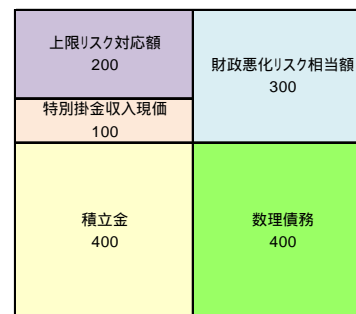 上限リスク対応額
200
財政悪化リスク相当額
300
特別掛金収入現価
100
積立金
400
数理債務
400